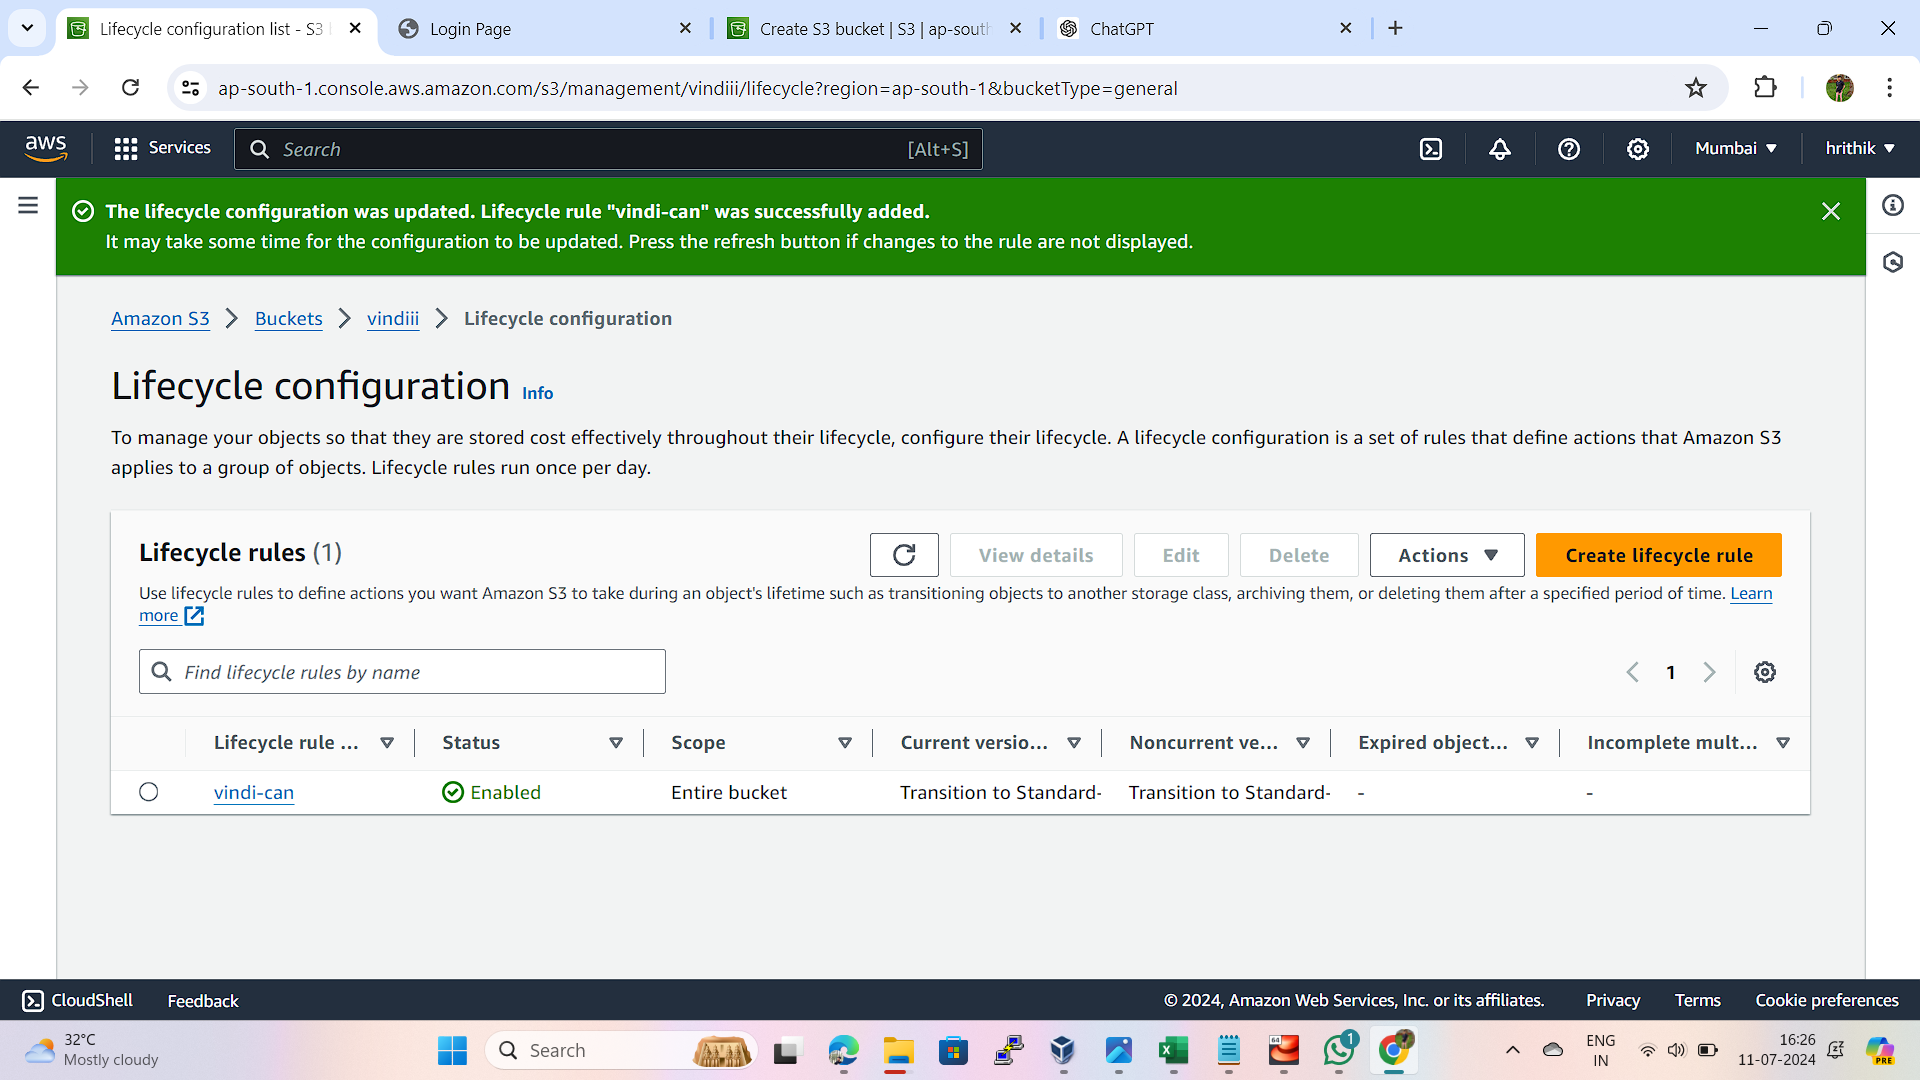 Lifecycle configuration list - S3
Login Page
Create S3 bucket | S3 | ap-south
ChatGPT
ap-south-1.console.aws.amazon.com/s3/management/vindiii/lifecycle?region=ap-south-1&bucketType=general
aws
Services
Search
[Alt+S]
Mumbai
hrithik
The lifecycle configuration was updated. Lifecycle rule "vindi-can" was successfully added.
It may take some time for the configuration to be updated. Press the refresh button if changes to the rule are not displayed.
Amazon S3 > Buckets > vindiii > Lifecycle configuration
Lifecycle configuration Info
To manage your objects so that they are stored cost effectively throughout their lifecycle, configure their lifecycle. A lifecycle configuration is a set of rules that define actions that Amazon S3
applies to a group of objects. Lifecycle rules run once per day.
Lifecycle rules (1)
View details
Edit
Delete
Actions
Create lifecycle rule
Use lifecycle rules to define actions you want Amazon S3 to take during an object's lifetime such as transitioning objects to another storage class, archiving them, or deleting them after a specified period of time. Learn
more
Find lifecycle rules by name
1
Lifecycle rule ...
Status
Scope
Current versio...
Noncurrent ve...
Expired object...
Incomplete mult...
vindi-can
Enabled
Entire bucket
Transition to Standard-
Transition to Standard-
-
-
CloudShell
Feedback
© 2024, Amazon Web Services, Inc. or its affiliates.
Privacy
Terms
Cookie preferences
32°C
Mostly cloudy
Search
64
1
ENG
IN
16:26
11-07-2024
PRE